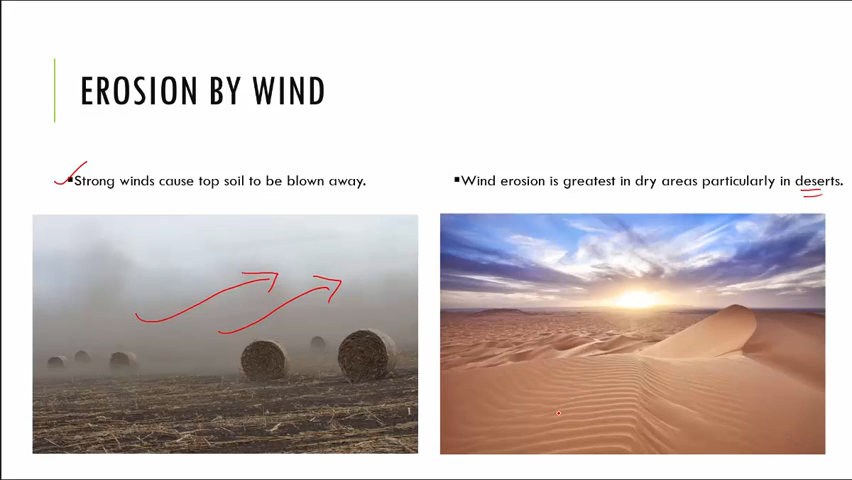 EROSION BY WIND
▪Strong winds cause top soil to be blown away.
▪Wind erosion is greatest in dry areas particularly in deserts.